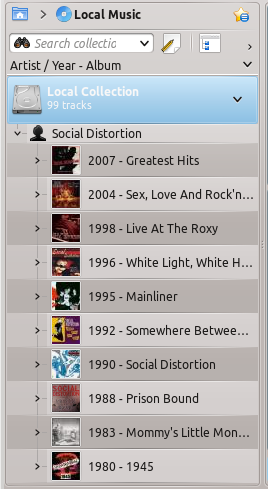 Local Music
Search collectic
Artist / Year - Album
Local Collection
99 tracks
Social Distortion
2007 - Greatest Hits
2004 - Sex, Love And Rock'n...
1998 - Live At The Roxy
1996 - White Light, White H...
1995 - Mainliner
1992 - Somewhere Betwee...
1990 - Social Distortion
1988 - Prison Bound
1983 - Mommy's Little Mon...
1980 - 1945